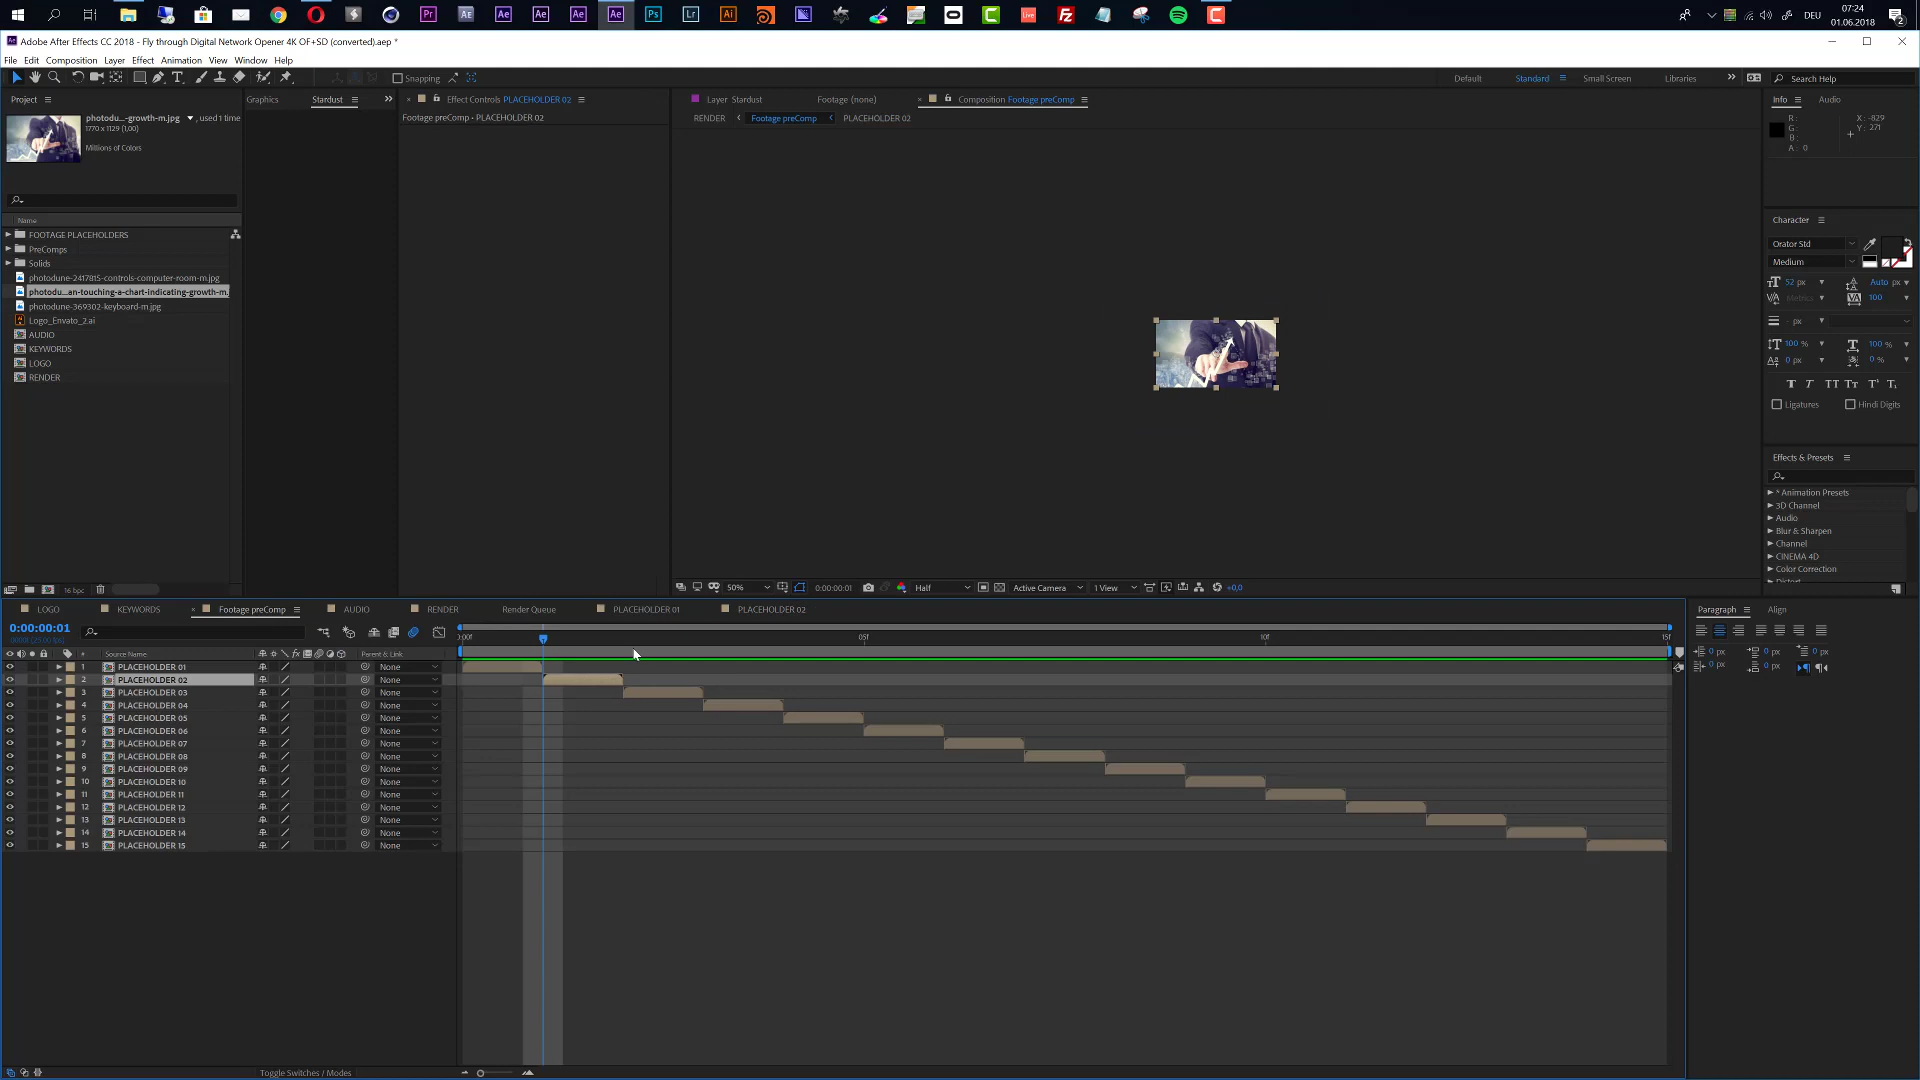 07:24
DEU
01.06.2018
Adobe After Effects CC 2018 - Fly through Digital Network Opener 4K OF+SD (converted).aep *
File Edit Composition Layer Effect Animation View Window Help
Snapping
Default Standard Small Screen Libraries Search Help
Project
Graphics Stardust
Effect Controls PLACEHOLDER 02
Layer Stardust Footage (none) Composition Footage preComp
Info Audio
photodu...-growth-m.jpg , used 1 time
1770 x 1129 (1,00)
Millions of Colors
Footage preComp • PLACEHOLDER 02
RENDER Footage preComp PLACEHOLDER 02
R :
G :
B :
A : 0
X : -829
Y : 271
Name
FOOTAGE PLACEHOLDERS
PreComps
Solids
photodune-2417815-controls-computer-room-m.jpg
photodu...an-touching-a-chart-indicating-growth-m.
photodune-369302-keyboard-m.jpg
Logo_Envato_2.ai
AUDIO
KEYWORDS
LOGO
RENDER
Character
Orator Std
Medium
52 px Auto px
Metrics 100
- px
100 % 100 %
0 px 0 %
Ligatures Hindi Digits
Effects & Presets
* Animation Presets
3D Channel
Audio
Blur & Sharpen
Channel
CINEMA 4D
Color Correction
Distort
16 bpc
50% 0:00:00:01 Half Active Camera 1 View +0,0
LOGO KEYWORDS Footage preComp AUDIO RENDER Render Queue PLACEHOLDER 01 PLACEHOLDER 02
0:00:00:01
05f 10f 15f
# Source Name Parent & Link
1 PLACEHOLDER 01 None
2 PLACEHOLDER 02 None
3 PLACEHOLDER 03 None
4 PLACEHOLDER 04 None
5 PLACEHOLDER 05 None
6 PLACEHOLDER 06 None
7 PLACEHOLDER 07 None
8 PLACEHOLDER 08 None
9 PLACEHOLDER 09 None
10 PLACEHOLDER 10 None
11 PLACEHOLDER 11 None
12 PLACEHOLDER 12 None
13 PLACEHOLDER 13 None
14 PLACEHOLDER 14 None
15 PLACEHOLDER 15 None
Paragraph Align
0 px 0 px 0 px
0 px 0 px
Toggle Switches / Modes